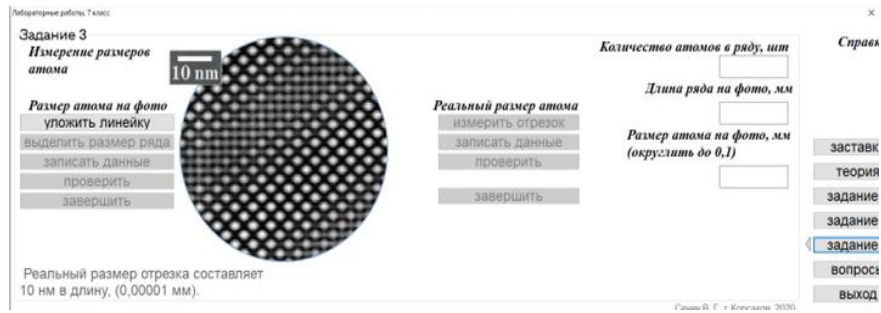 Лабораторные работы, 7 класс
Задание 3
Измерение размеров
атома
10 nm
Размер атома на фото
уложить линейку
выделить размер ряда
записать данные
проверить
завершить
Реальный размер отрезка составляет
10 нм в длину, (0,00001 мм).
Реальный размер атома
измерить отрезок
записать данные
проверить
завершить
Количество атомов в ряду, шт
Длина ряда на фото, мм
Размер атома на фото, мм
(округлить до 0,1)
Справк
заставк
теория
задание
задание
задание
вопросы
выход
Сенин В. Г., г. Корсаков, 2020